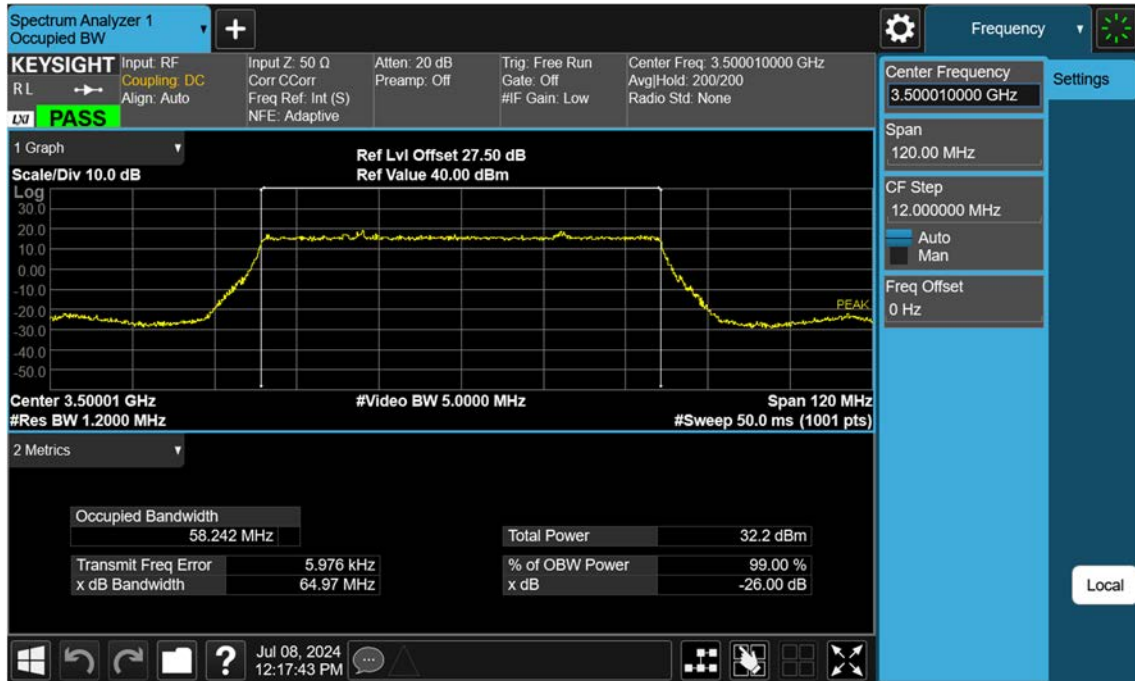 Spectrum Analyzer 1
Occupied BW
+
Frequency
KEYSIGHT
R L
LXI
PASS
Input: RF
Coupling: DC
Align: Auto
Input Z: 50 Ω
Corr CCorr
Freq Ref: Int (S)
NFE: Adaptive
Atten: 20 dB
Preamp: Off
Trig: Free Run
Gate: Off
#IF Gain: Low
Center Freq: 3.500010000 GHz
Avg|Hold: 200/200
Radio Std: None
Center Frequency
3.500010000 GHz
Settings
Span
120.00 MHz
CF Step
12.000000 MHz
Auto
Man
Freq Offset
0 Hz
Local
1 Graph
Scale/Div 10.0 dB
Ref Lvl Offset 27.50 dB
Ref Value 40.00 dBm
Log
30.0
20.0
10.0
0.00
-10.0
-20.0
-30.0
-40.0
-50.0
PEAK
Center 3.50001 GHz
#Video BW 5.0000 MHz
Span 120 MHz
#Res BW 1.2000 MHz
#Sweep 50.0 ms (1001 pts)
2 Metrics
Occupied Bandwidth
58.242 MHz
Total Power 32.2 dBm
Transmit Freq Error 5.976 kHz
% of OBW Power 99.00 %
x dB Bandwidth 64.97 MHz
x dB -26.00 dB
?
Jul 08, 2024
12:17:43 PM